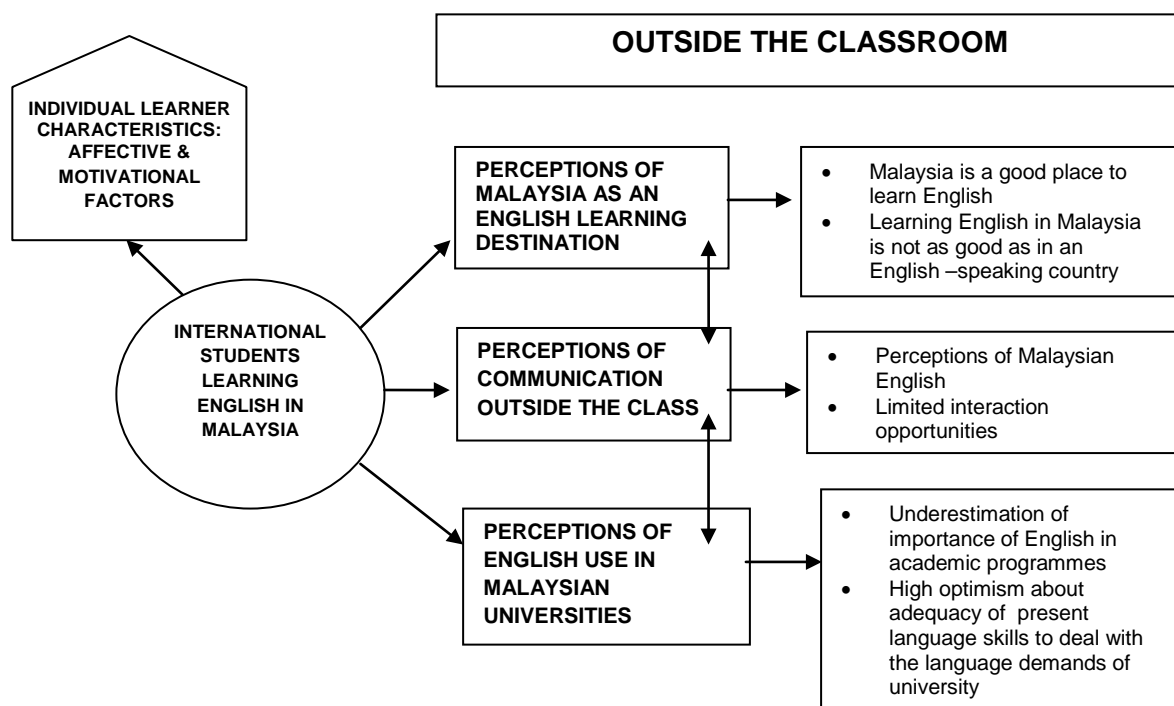 OUTSIDE THE CLASSROOM
INDIVIDUAL LEARNER
CHARACTERISTICS:
AFFECTIVE &
MOTIVATIONAL
FACTORS
PERCEPTIONS OF
MALAYSIA AS AN
ENGLISH LEARNING
DESTINATION
• Malaysia is a good place to
learn English
• Learning English in Malaysia
is not as good as in an
English –speaking country
INTERNATIONAL
STUDENTS
LEARNING
ENGLISH IN
MALAYSIA
PERCEPTIONS OF
COMMUNICATION
OUTSIDE THE CLASS
• Perceptions of Malaysian
English
• Limited interaction
opportunities
PERCEPTIONS OF
ENGLISH USE IN
MALAYSIAN
UNIVERSITIES
• Underestimation of
importance of English in
academic programmes
• High optimism about
adequacy of present
language skills to deal with
the language demands of
university